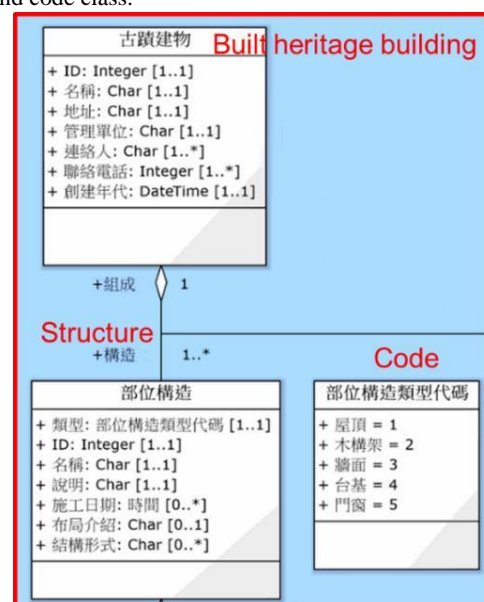 nd code class.
古蹟建物
Built heritage building
+ ID: Integer [1..1]
+ 名稱: Char [1..1]
+ 地址: Char [1..1]
+ 管理單位: Char [1..1]
+ 連絡人: Char [1..*]
+ 聯絡電話: Integer [1..*]
+ 創建年代: DateTime [1..1]
+組成 1
Structure
+構造 1..*
Code
部位構造
+ 類型: 部位構造類型代碼 [1..1]
+ ID: Integer [1..1]
+ 名稱: Char [1..1]
+ 說明: Char [1..1]
+ 施工日期: 時間 [0..*]
+ 布局介紹: Char [0..1]
+ 結構形式: Char [0..*]
部位構造類型代碼
+ 屋頂 = 1
+ 木構架 = 2
+ 牆面 = 3
+ 台基 = 4
+ 門窗 = 5